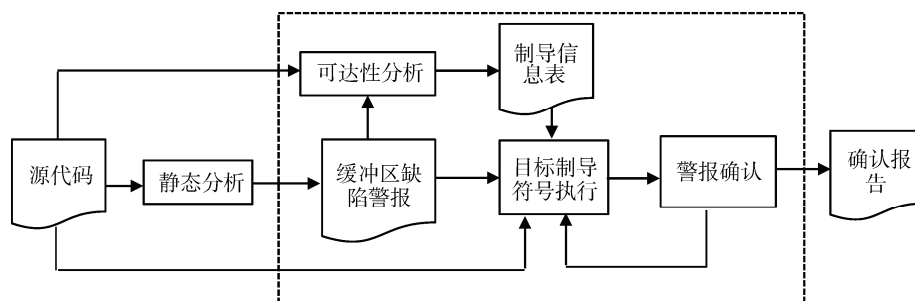 可达性分析
制导信
息表
源代码
静态分析
缓冲区缺
陷警报
目标制导
符号执行
警报确认
确认报
告